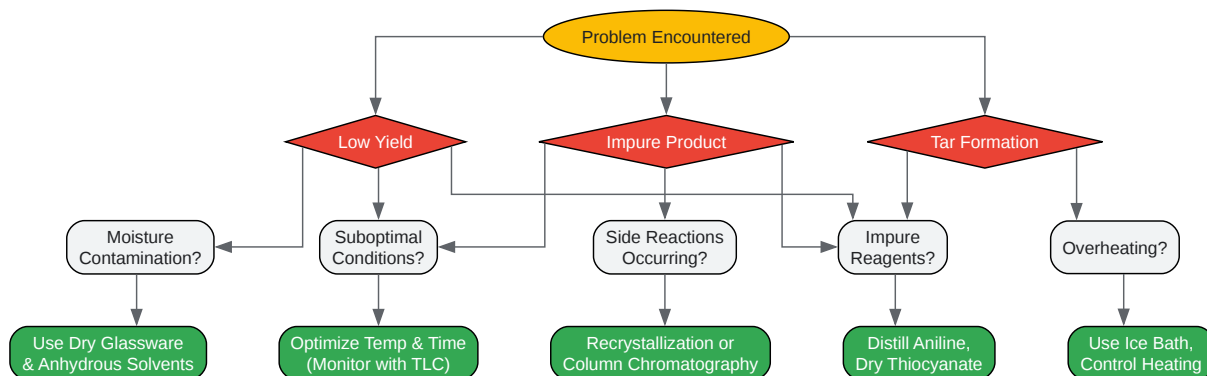 Problem Encountered
Low Yield
Impure Product
Tar Formation
Moisture
Contamination?
Suboptimal
Conditions?
Side Reactions
Occurring?
Impure
Reagents?
Overheating?
Use Dry Glassware
& Anhydrous Solvents
Optimize Temp & Time
(Monitor with TLC)
Recrystallization or
Column Chromatography
Distill Aniline,
Dry Thiocyanate
Use Ice Bath,
Control Heating